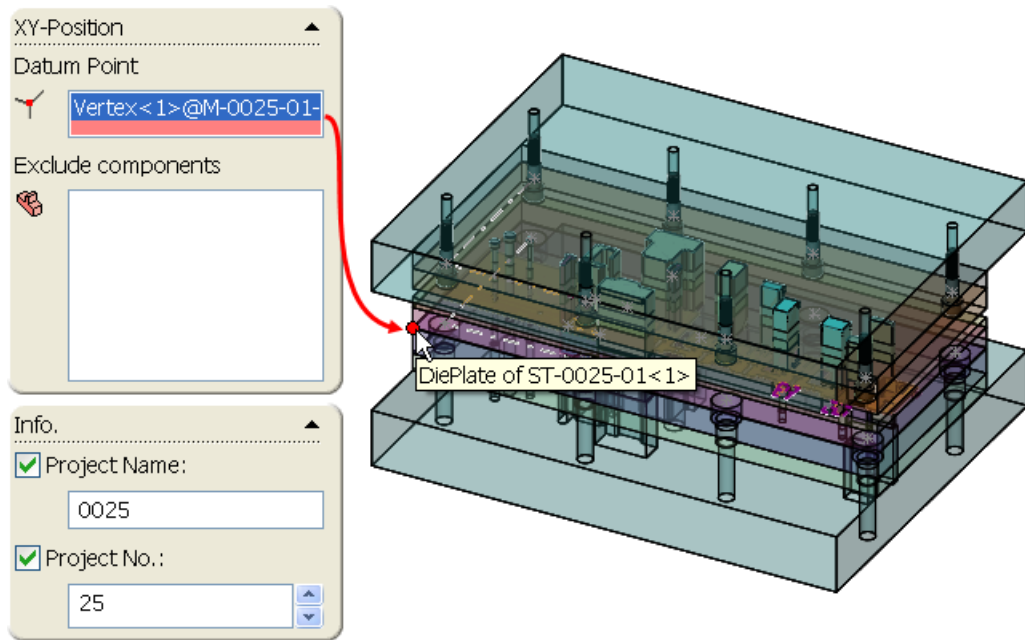 XY-Position
Datum Point
Vertex<1>@M-0025-01-
Exclude components
DiePlate of ST-0025-01<1>
Info.
Project Name:
0025
Project No.:
25